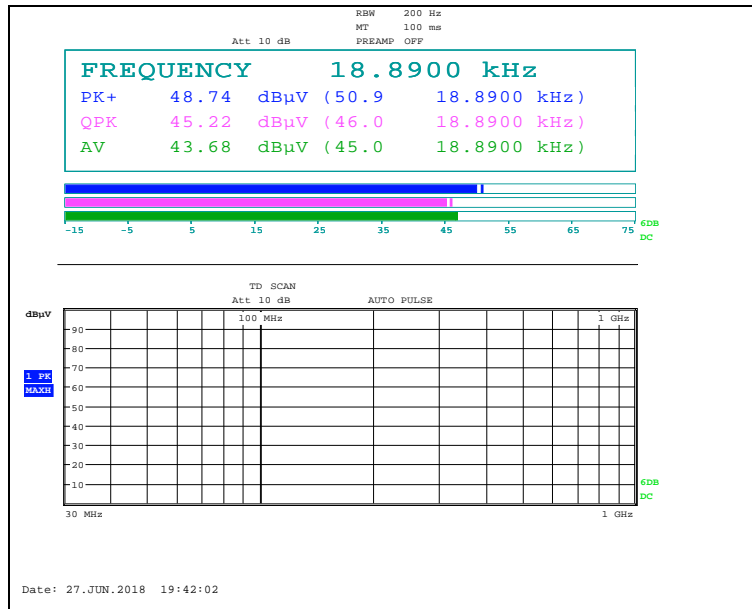 RBW 200 Hz
MT 100 ms
Att 10 dB PREAMP OFF
FREQUENCY 18.8900 kHz
PK+ 48.74 dBµV (50.9 18.8900 kHz)
QPK 45.22 dBµV (46.0 18.8900 kHz)
AV 43.68 dBµV (45.0 18.8900 kHz)
-15 -5 5 15 25 35 45 55 65 75
6DB
DC
TD SCAN
Att 10 dB AUTO PULSE
dBµV
100 MHz 1 GHz
90
80
70
1 PK
MAXH
60
50
40
30
20
10
6DB
DC
30 MHz 1 GHz
Date: 27.JUN.2018 19:42:02